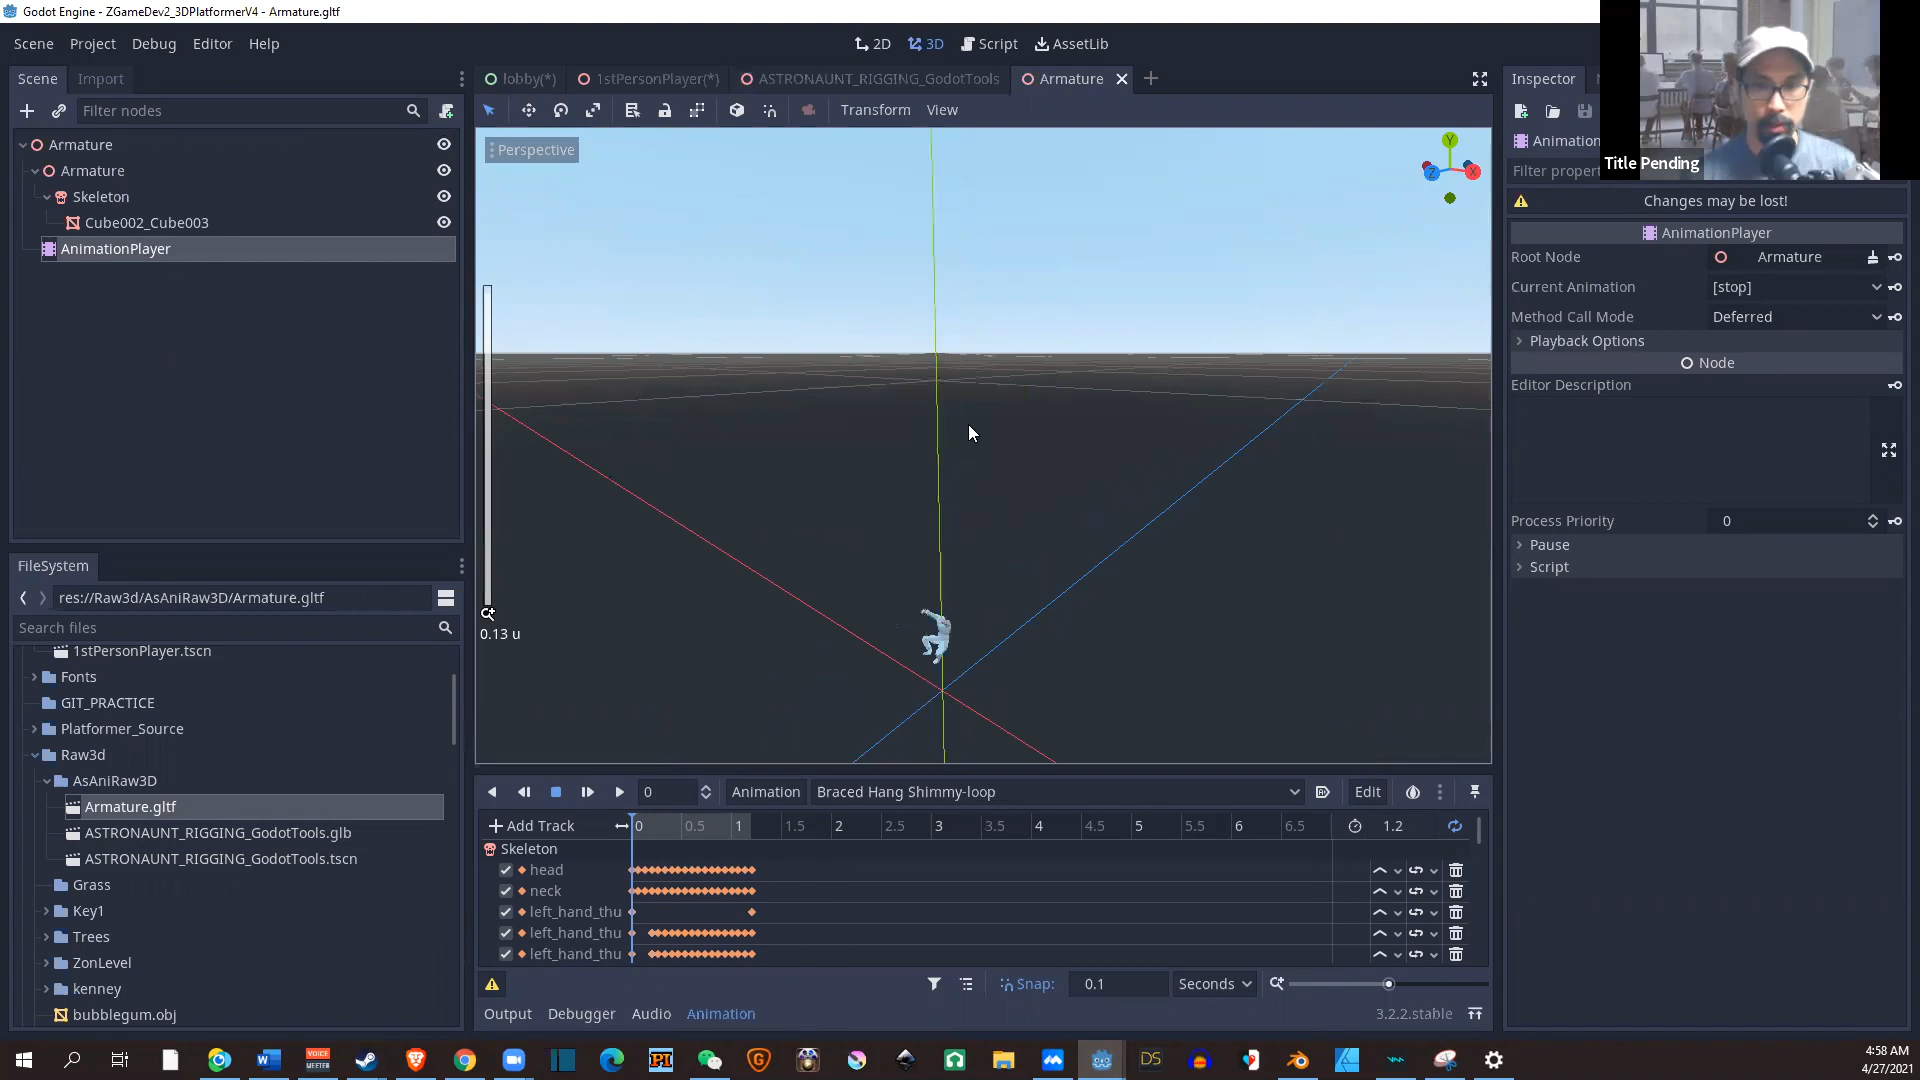 Godot Engine - ZGameDev2_3DPlatformerV4 - Armature.gltf
Scene Project Debug Editor Help
2D 3D Script AssetLib
Scene Import
Filter nodes
Armature
Armature
Skeleton
Cube002_Cube003
AnimationPlayer
lobby(*) 1stPersonPlayer(*) ASTRONAUNT_RIGGING_GodotTools Armature
Transform View
Perspective
Y
Z
X
0.13 u
FileSystem
res://Raw3d/AsAniRaw3D/Armature.gltf
Search files
1stPersonPlayer.tscn
Fonts
GIT_PRACTICE
Platformer_Source
Raw3d
AsAniRaw3D
Armature.gltf
ASTRONAUNT_RIGGING_GodotTools.glb
ASTRONAUNT_RIGGING_GodotTools.tscn
Grass
Key1
Trees
ZonLevel
kenney
bubblegum.obj
0 Animation Braced Hang Shimmy-loop Edit
Add Track 0 0.5 1 1.5 2 2.5 3 3.5 4 4.5 5 5.5 6 6.5 1.2
Skeleton
head
neck
left_hand_thu
left_hand_thu
left_hand_thu
Snap: 0.1 Seconds
Output Debugger Audio Animation 3.2.2.stable
Inspector
Title Pending
Changes may be lost!
AnimationPlayer
Root Node Armature
Current Animation [stop]
Method Call Mode Deferred
Playback Options
Node
Editor Description
Process Priority 0
Pause
Script
VOICE
MEETER
PI
DS
4:58 AM
4/27/2021